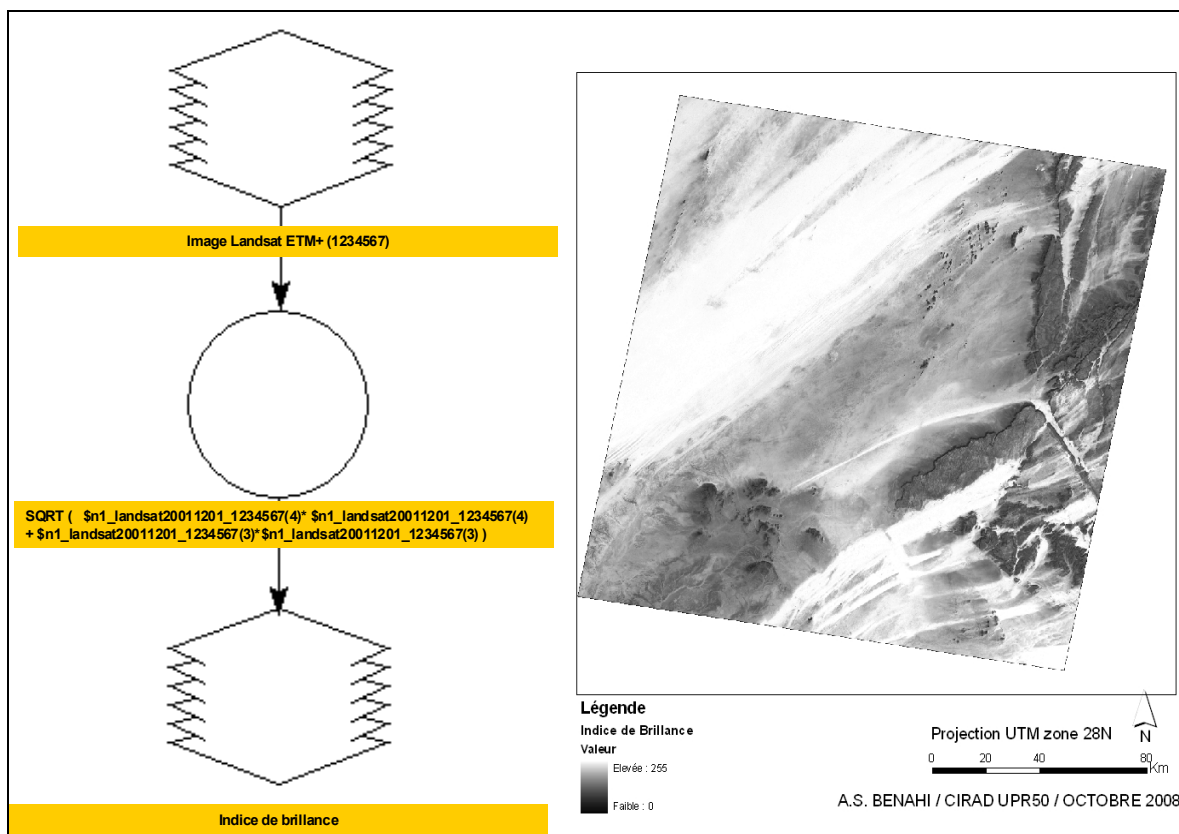 Image Landsat ETM+ (1234567)
SQRT ( $n1_landsat20011201_1234567(4)* $n1_landsat20011201_1234567(4)
+ $n1_landsat20011201_1234567(3)* $n1_landsat20011201_1234567(3) )
Indice de brillance
Légende
Indice de Brillance
Valeur
Elevée : 255
Faible : 0
Projection UTM zone 28N
N
0 20 40 80
Km
A.S. BENAHI / CIRAD UPR50 / OCTOBRE 2008